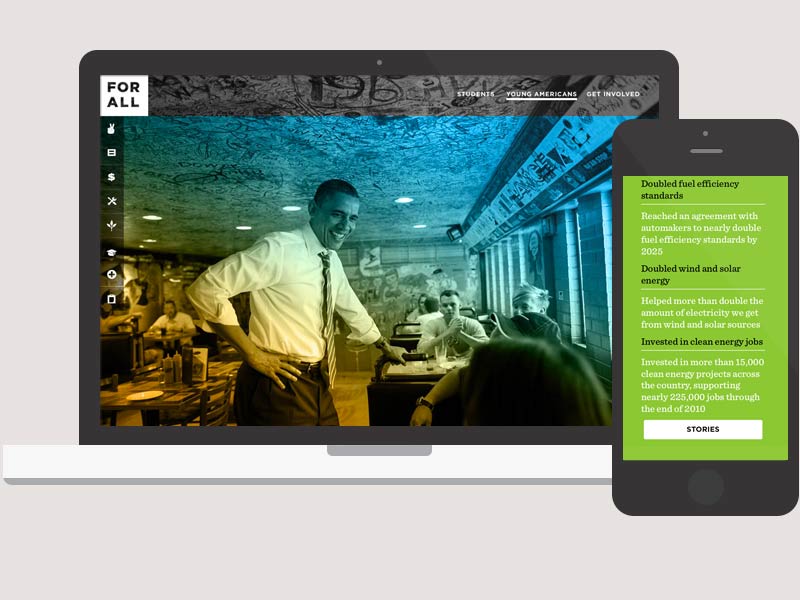 FOR
ALL
STUDENTS
YOUNG AMERICANS
GET INVOLVED
Doubled fuel efficiency
standards
Reached an agreement with
automakers to nearly double
fuel efficiency standards by
2025
Doubled wind and solar
energy
Helped more than double the
amount of electricity we get
from wind and solar sources
Invested in clean energy jobs
Invested in more than 15,000
clean energy projects across
the country, supporting
nearly 225,000 jobs through
the end of 2010
STORIES